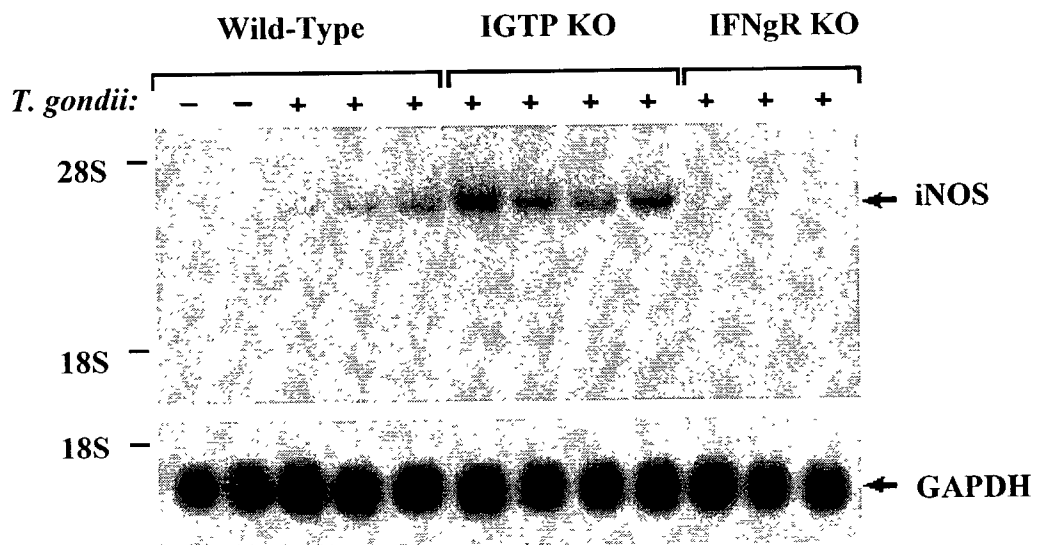 Wild-Type IGTP KO IFNgR KO
T. gondii: – – + + + + + + + + + +
28S
iNOS
18S
18S
GAPDH